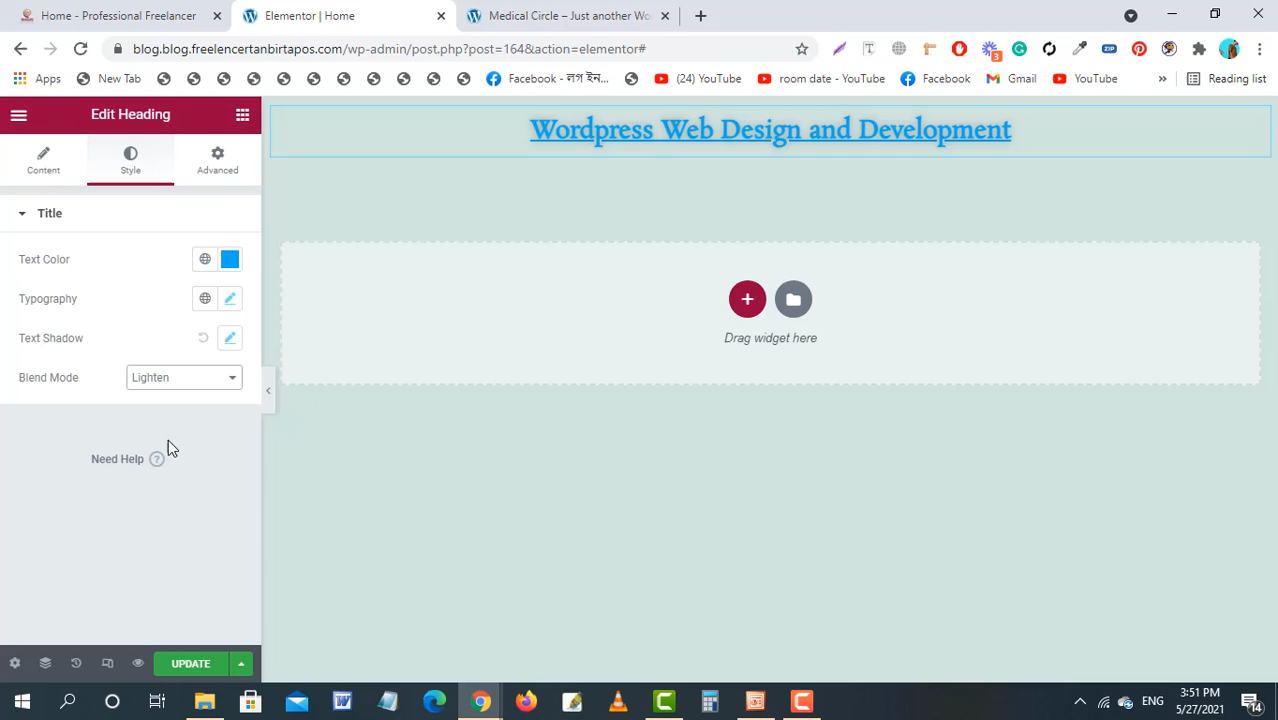 Home - Professional Freelancer
Elementor | Home
Medical Circle – Just another Wo
blog.blog.freelencertanbirtapos.com/wp-admin/post.php?post=164&action=elementor#
ZIP
3
Apps
New Tab
Facebook - লগ ইন...
(24) YouTube
room date - YouTube
Facebook
Gmail
YouTube
»
Reading list
Edit Heading
Content
Style
Advanced
Title
Text Color
Typography
Text Shadow
Blend Mode
Lighten
Need Help ?
UPDATE
Wordpress Web Design and Development
Drag widget here
ENG
3:51 PM
5/27/2021
14